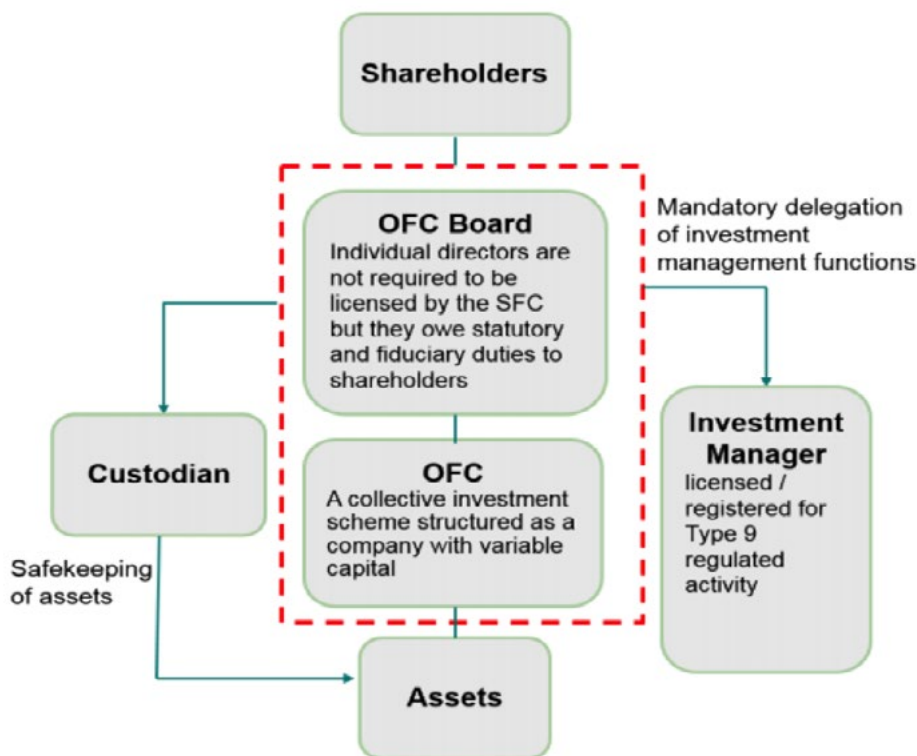 Shareholders
OFC Board
Individual directors are
not required to be
licensed by the SFC
but they owe statutory
and fiduciary duties to
shareholders
Mandatory delegation
of investment
management functions
Custodian
OFC
A collective investment
scheme structured as a
company with variable
capital
Investment
Manager
licensed /
registered for
Type 9
regulated
activity
Safekeeping
of assets
Assets